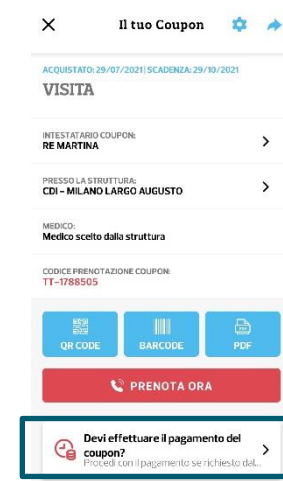 Il tuo Coupon
ACQUISTATO: 29/07/2021| SCADENZA: 29/10/2021
VISITA
INTESTATARIO COUPON:
RE MARTINA
PRESSO LA STRUTTURA:
CDI – MILANO LARGO AUGUSTO
MEDICO:
Medico scelto dalla struttura
CODICE PRENOTAZIONE COUPON:
TT-1788505
QR CODE
BARCODE
PDF
PRENOTA ORA
Devi effettuare il pagamento del
coupon?
Procedi con il pagamento se richiesto dal...